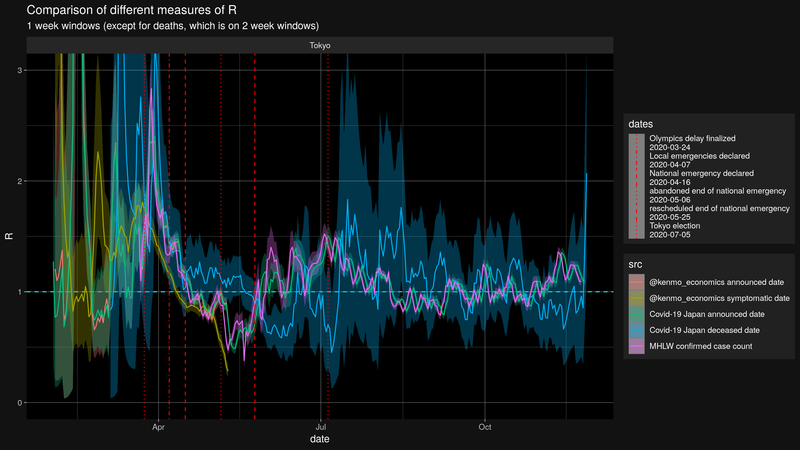 Comparison of different measures of R
1 week windows (except for deaths, which is on 2 week windows)
Tokyo
3
2
1
0
R
Apr
Jul
Oct
date
dates
Olympics delay finalized
2020-03-24
Local emergencies declared
2020-04-07
National emergency declared
2020-04-16
abandoned end of national emergency
2020-05-06
rescheduled end of national emergency
2020-05-25
Tokyo election
2020-07-05
src
@kenmo_economics announced date
@kenmo_economics symptomatic date
Covid-19 Japan announced date
Covid-19 Japan deceased date
MHLW confirmed case count